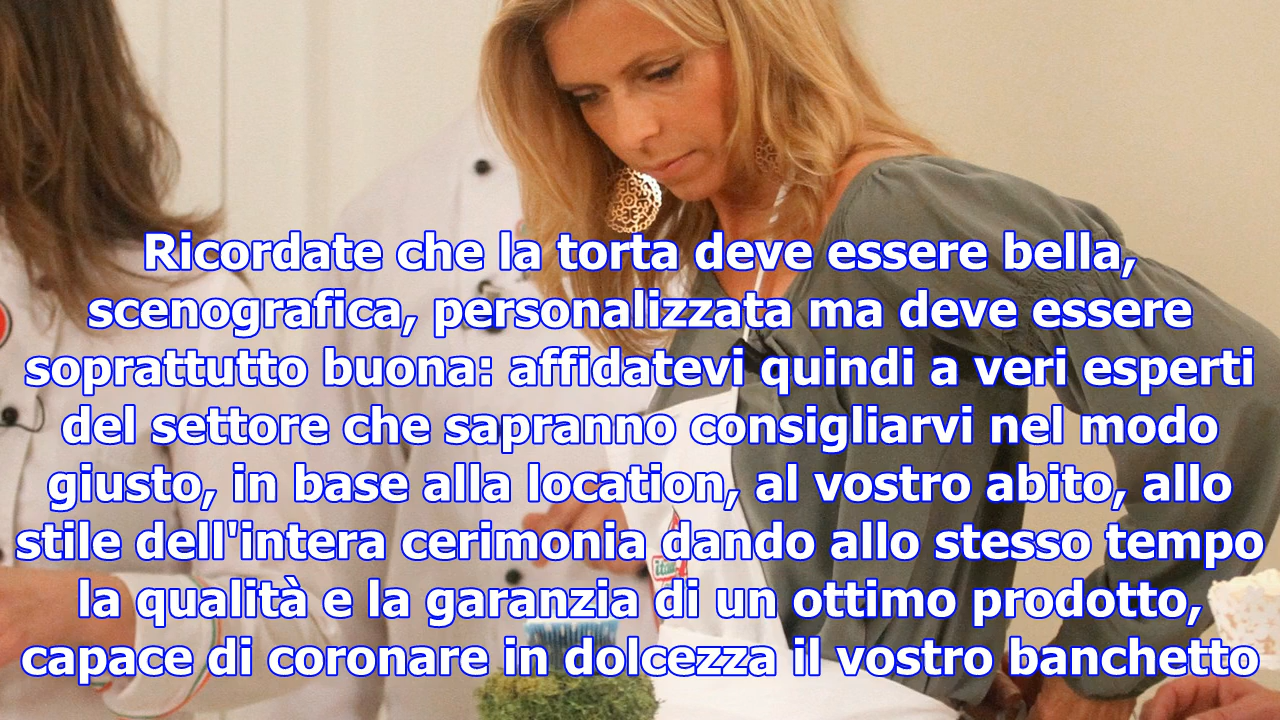 Ricordate che la torta deve essere bella,
scenografica, personalizzata ma deve essere
soprattutto buona: affidatevi quindi a veri esperti
del settore che sapranno consigliarvi nel modo
giusto, in base alla location, al vostro abito, allo
stile dell'intera cerimonia dando allo stesso tempo
la qualità e la garanzia di un ottimo prodotto,
capace di coronare in dolcezza il vostro banchetto